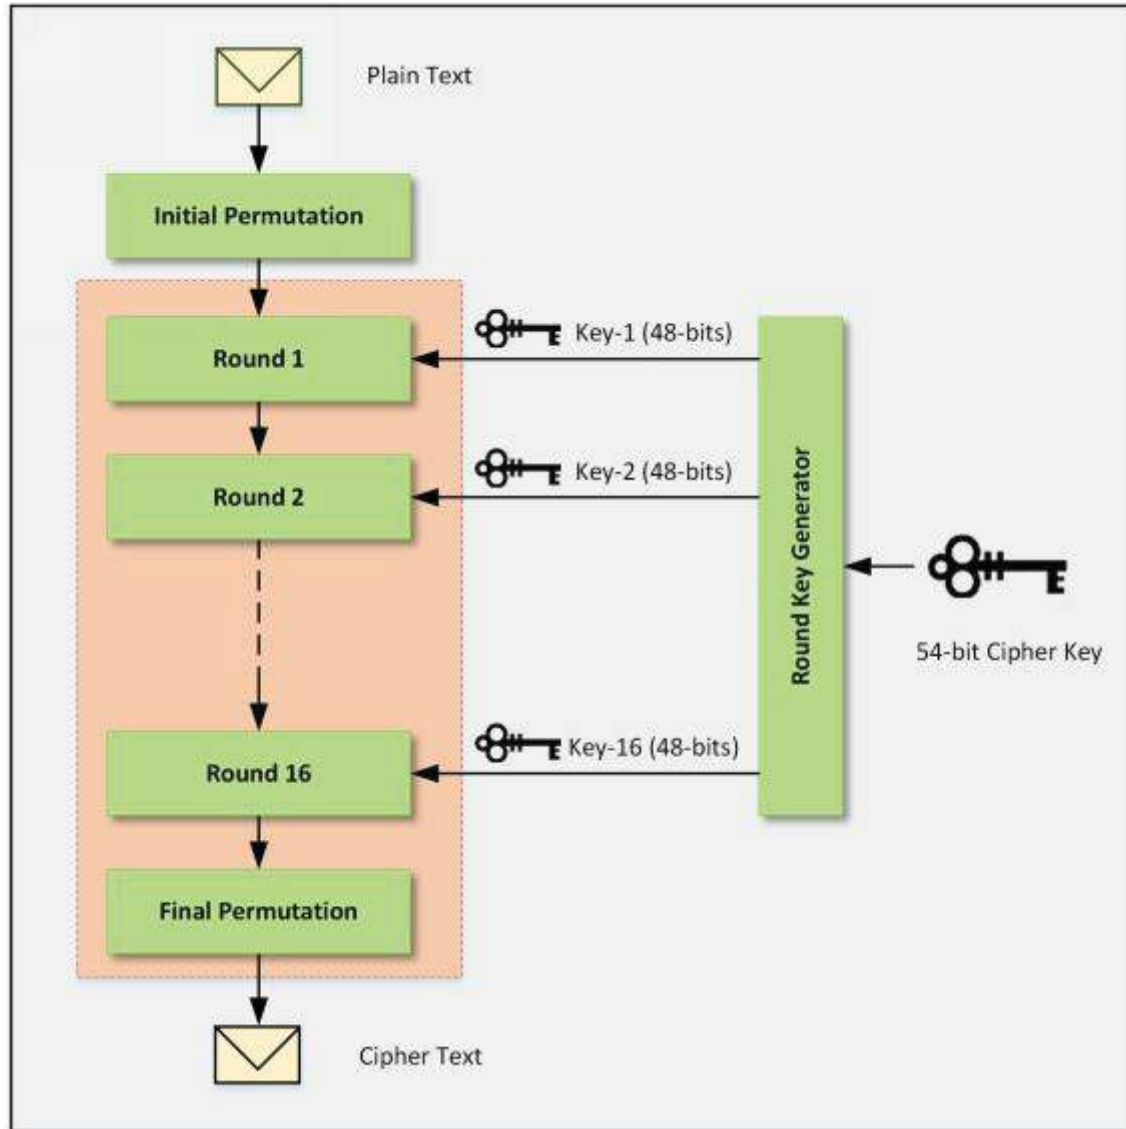 Plain Text
Initial Permutation
Round 1
Key-1 (48-bits)
Round 2
Key-2 (48-bits)
Round Key Generator
54-bit Cipher Key
Round 16
Key-16 (48-bits)
Final Permutation
Cipher Text